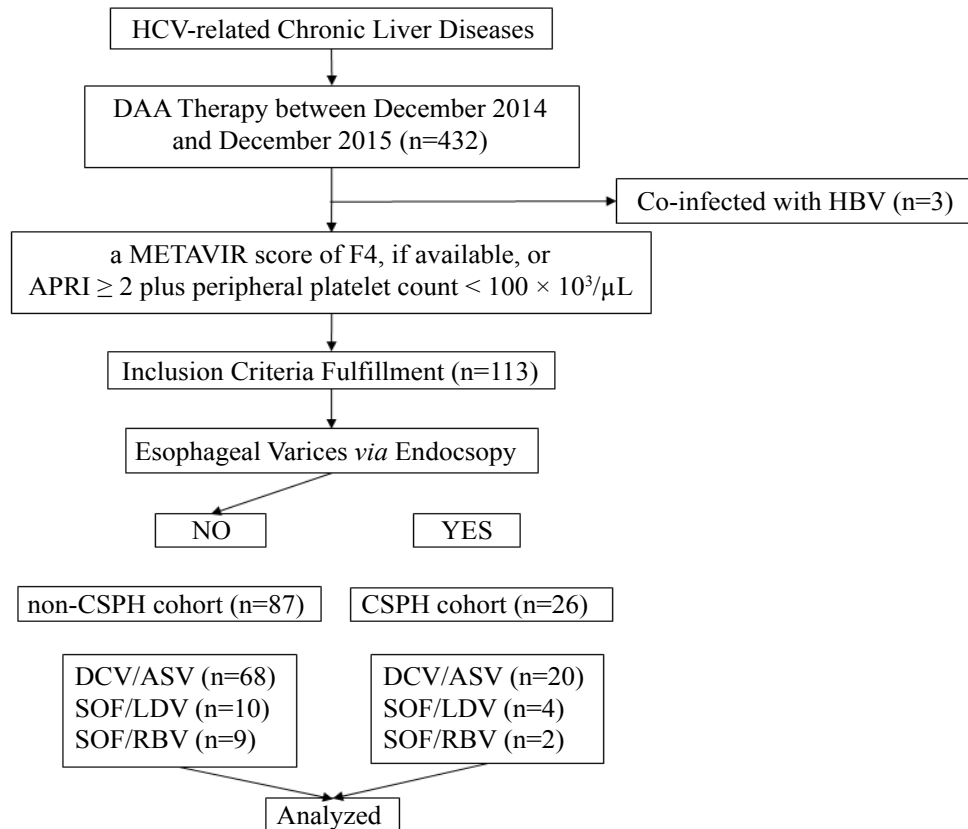 HCV-related Chronic Liver Diseases
DAA Therapy between December 2014
and December 2015 (n=432)
Co-infected with HBV (n=3)
a METAVIR score of F4, if available, or
APRI ≥ 2 plus peripheral platelet count < 100 × 10³/µL
Inclusion Criteria Fulfillment (n=113)
Esophageal Varices via Endocsopy
NO
YES
non-CSPH cohort (n=87)
CSPH cohort (n=26)
DCV/ASV (n=68)
SOF/LDV (n=10)
SOF/RBV (n=9)
DCV/ASV (n=20)
SOF/LDV (n=4)
SOF/RBV (n=2)
Analyzed